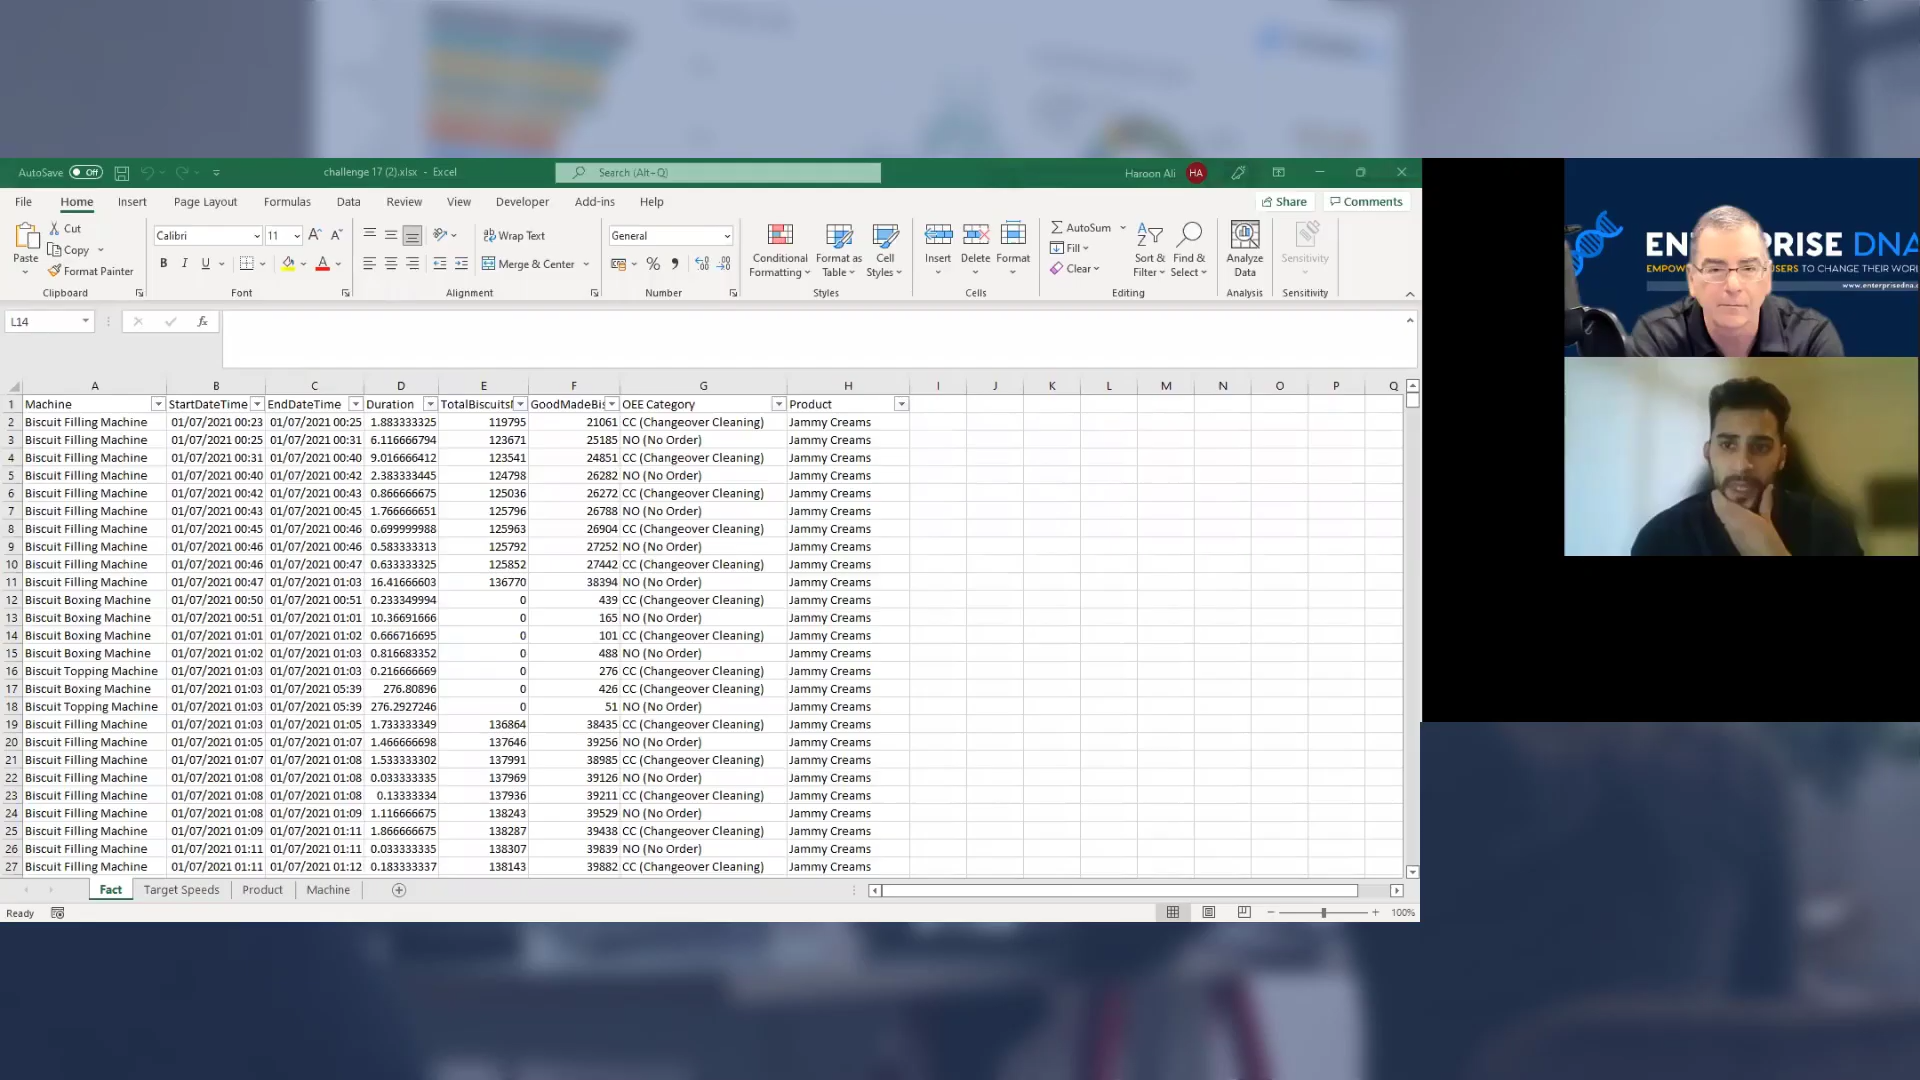 AutoSave Off challenge 17 (2).xlsx - Excel Search (Alt+Q) Haroon Ali HA
File Home Insert Page Layout Formulas Data Review View Developer Add-ins Help Share Comments
Paste Cut Copy Format Painter
Clipboard
Calibri 11 B I U A
Font
Wrap Text Merge & Center
Alignment
General
Number
Conditional Formatting Format as Table Cell Styles
Styles
Insert Delete Format
Cells
AutoSum Fill Clear Sort & Filter Find & Select
Editing
Analyze Data
Analysis
Sensitivity
Sensitivity
L14 fx
A B C D E F G H I J K L M N O P Q
1 Machine StartDateTime EndDateTime Duration TotalBiscuits GoodMadeBis OEE Category Product
2 Biscuit Filling Machine 01/07/2021 00:23 01/07/2021 00:25 1.883333325 119795 21061 CC (Changeover Cleaning) Jammy Creams
3 Biscuit Filling Machine 01/07/2021 00:25 01/07/2021 00:31 6.116666794 123671 25185 NO (No Order) Jammy Creams
4 Biscuit Filling Machine 01/07/2021 00:31 01/07/2021 00:40 9.016666412 123541 24851 CC (Changeover Cleaning) Jammy Creams
5 Biscuit Filling Machine 01/07/2021 00:40 01/07/2021 00:42 2.383333445 124798 26282 NO (No Order) Jammy Creams
6 Biscuit Filling Machine 01/07/2021 00:42 01/07/2021 00:43 0.866666675 125036 26272 CC (Changeover Cleaning) Jammy Creams
7 Biscuit Filling Machine 01/07/2021 00:43 01/07/2021 00:45 1.766666651 125796 26788 NO (No Order) Jammy Creams
8 Biscuit Filling Machine 01/07/2021 00:45 01/07/2021 00:46 0.699999988 125963 26904 CC (Changeover Cleaning) Jammy Creams
9 Biscuit Filling Machine 01/07/2021 00:46 01/07/2021 00:46 0.583333313 125792 27252 NO (No Order) Jammy Creams
10 Biscuit Filling Machine 01/07/2021 00:46 01/07/2021 00:47 0.633333325 125852 27442 CC (Changeover Cleaning) Jammy Creams
11 Biscuit Filling Machine 01/07/2021 00:47 01/07/2021 01:03 16.41666603 136770 38394 NO (No Order) Jammy Creams
12 Biscuit Boxing Machine 01/07/2021 00:50 01/07/2021 00:51 0.233349994 0 439 CC (Changeover Cleaning) Jammy Creams
13 Biscuit Boxing Machine 01/07/2021 00:51 01/07/2021 01:01 10.36691666 0 165 NO (No Order) Jammy Creams
14 Biscuit Boxing Machine 01/07/2021 01:01 01/07/2021 01:02 0.666716695 0 101 CC (Changeover Cleaning) Jammy Creams
15 Biscuit Boxing Machine 01/07/2021 01:02 01/07/2021 01:03 0.816683352 0 488 NO (No Order) Jammy Creams
16 Biscuit Topping Machine 01/07/2021 01:03 01/07/2021 01:03 0.216666669 0 276 CC (Changeover Cleaning) Jammy Creams
17 Biscuit Boxing Machine 01/07/2021 01:03 01/07/2021 05:39 276.80896 0 426 CC (Changeover Cleaning) Jammy Creams
18 Biscuit Topping Machine 01/07/2021 01:03 01/07/2021 05:39 276.2927246 0 51 NO (No Order) Jammy Creams
19 Biscuit Filling Machine 01/07/2021 01:03 01/07/2021 01:05 1.733333349 136864 38435 CC (Changeover Cleaning) Jammy Creams
20 Biscuit Filling Machine 01/07/2021 01:05 01/07/2021 01:07 1.466666698 137646 39256 NO (No Order) Jammy Creams
21 Biscuit Filling Machine 01/07/2021 01:07 01/07/2021 01:08 1.533333302 137991 38985 CC (Changeover Cleaning) Jammy Creams
22 Biscuit Filling Machine 01/07/2021 01:08 01/07/2021 01:08 0.033333335 137969 39126 NO (No Order) Jammy Creams
23 Biscuit Filling Machine 01/07/2021 01:08 01/07/2021 01:08 0.13333334 137936 39211 CC (Changeover Cleaning) Jammy Creams
24 Biscuit Filling Machine 01/07/2021 01:08 01/07/2021 01:09 1.116666675 138243 39529 NO (No Order) Jammy Creams
25 Biscuit Filling Machine 01/07/2021 01:09 01/07/2021 01:11 1.866666675 138287 39438 CC (Changeover Cleaning) Jammy Creams
26 Biscuit Filling Machine 01/07/2021 01:11 01/07/2021 01:11 0.033333335 138307 39839 NO (No Order) Jammy Creams
27 Biscuit Filling Machine 01/07/2021 01:11 01/07/2021 01:12 0.183333337 138143 39882 CC (Changeover Cleaning) Jammy Creams
Fact Target Speeds Product Machine
Ready 100%
EN PRISE DNA
EMPOW USERS TO CHANGE THEIR WORL
www.enterprisedna.